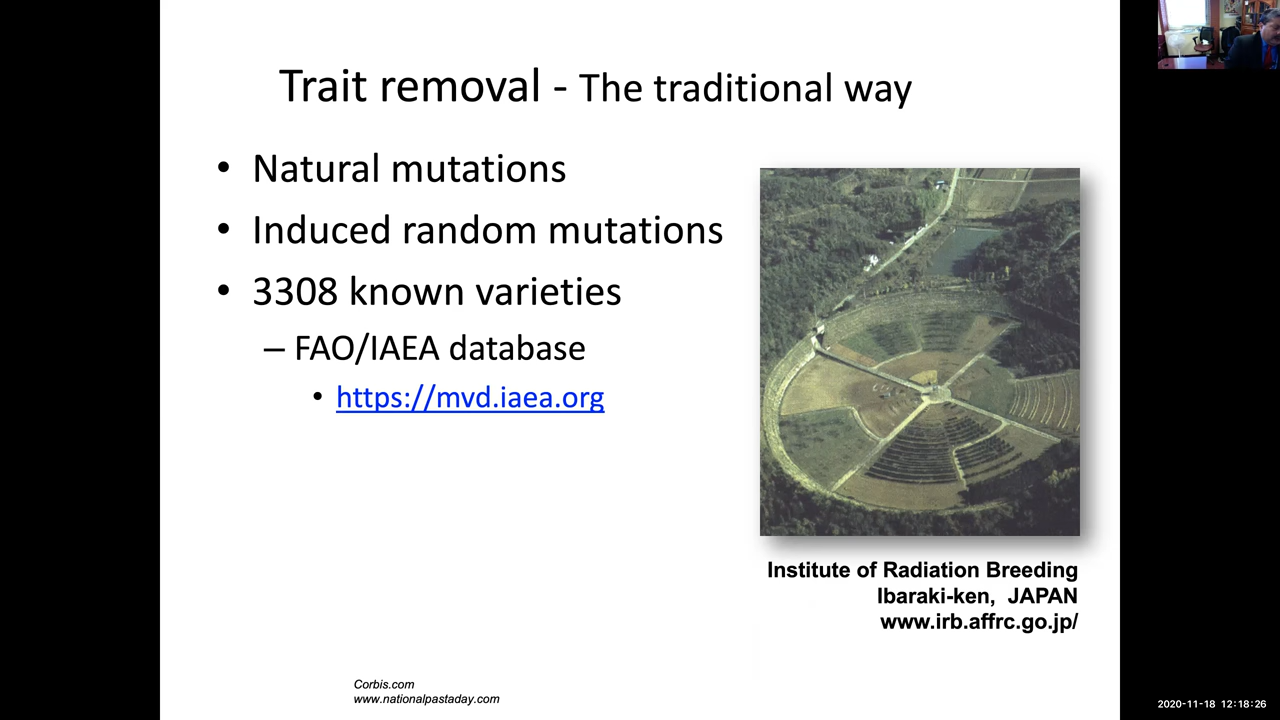 Trait removal - The traditional way
• Natural mutations
• Induced random mutations
• 3308 known varieties
– FAO/IAEA database
• https://mvd.iaea.org
Institute of Radiation Breeding
Ibaraki-ken, JAPAN
www.irb.affrc.go.jp/
Corbis.com
www.nationalpastaday.com
2020-11-18 12:18:26